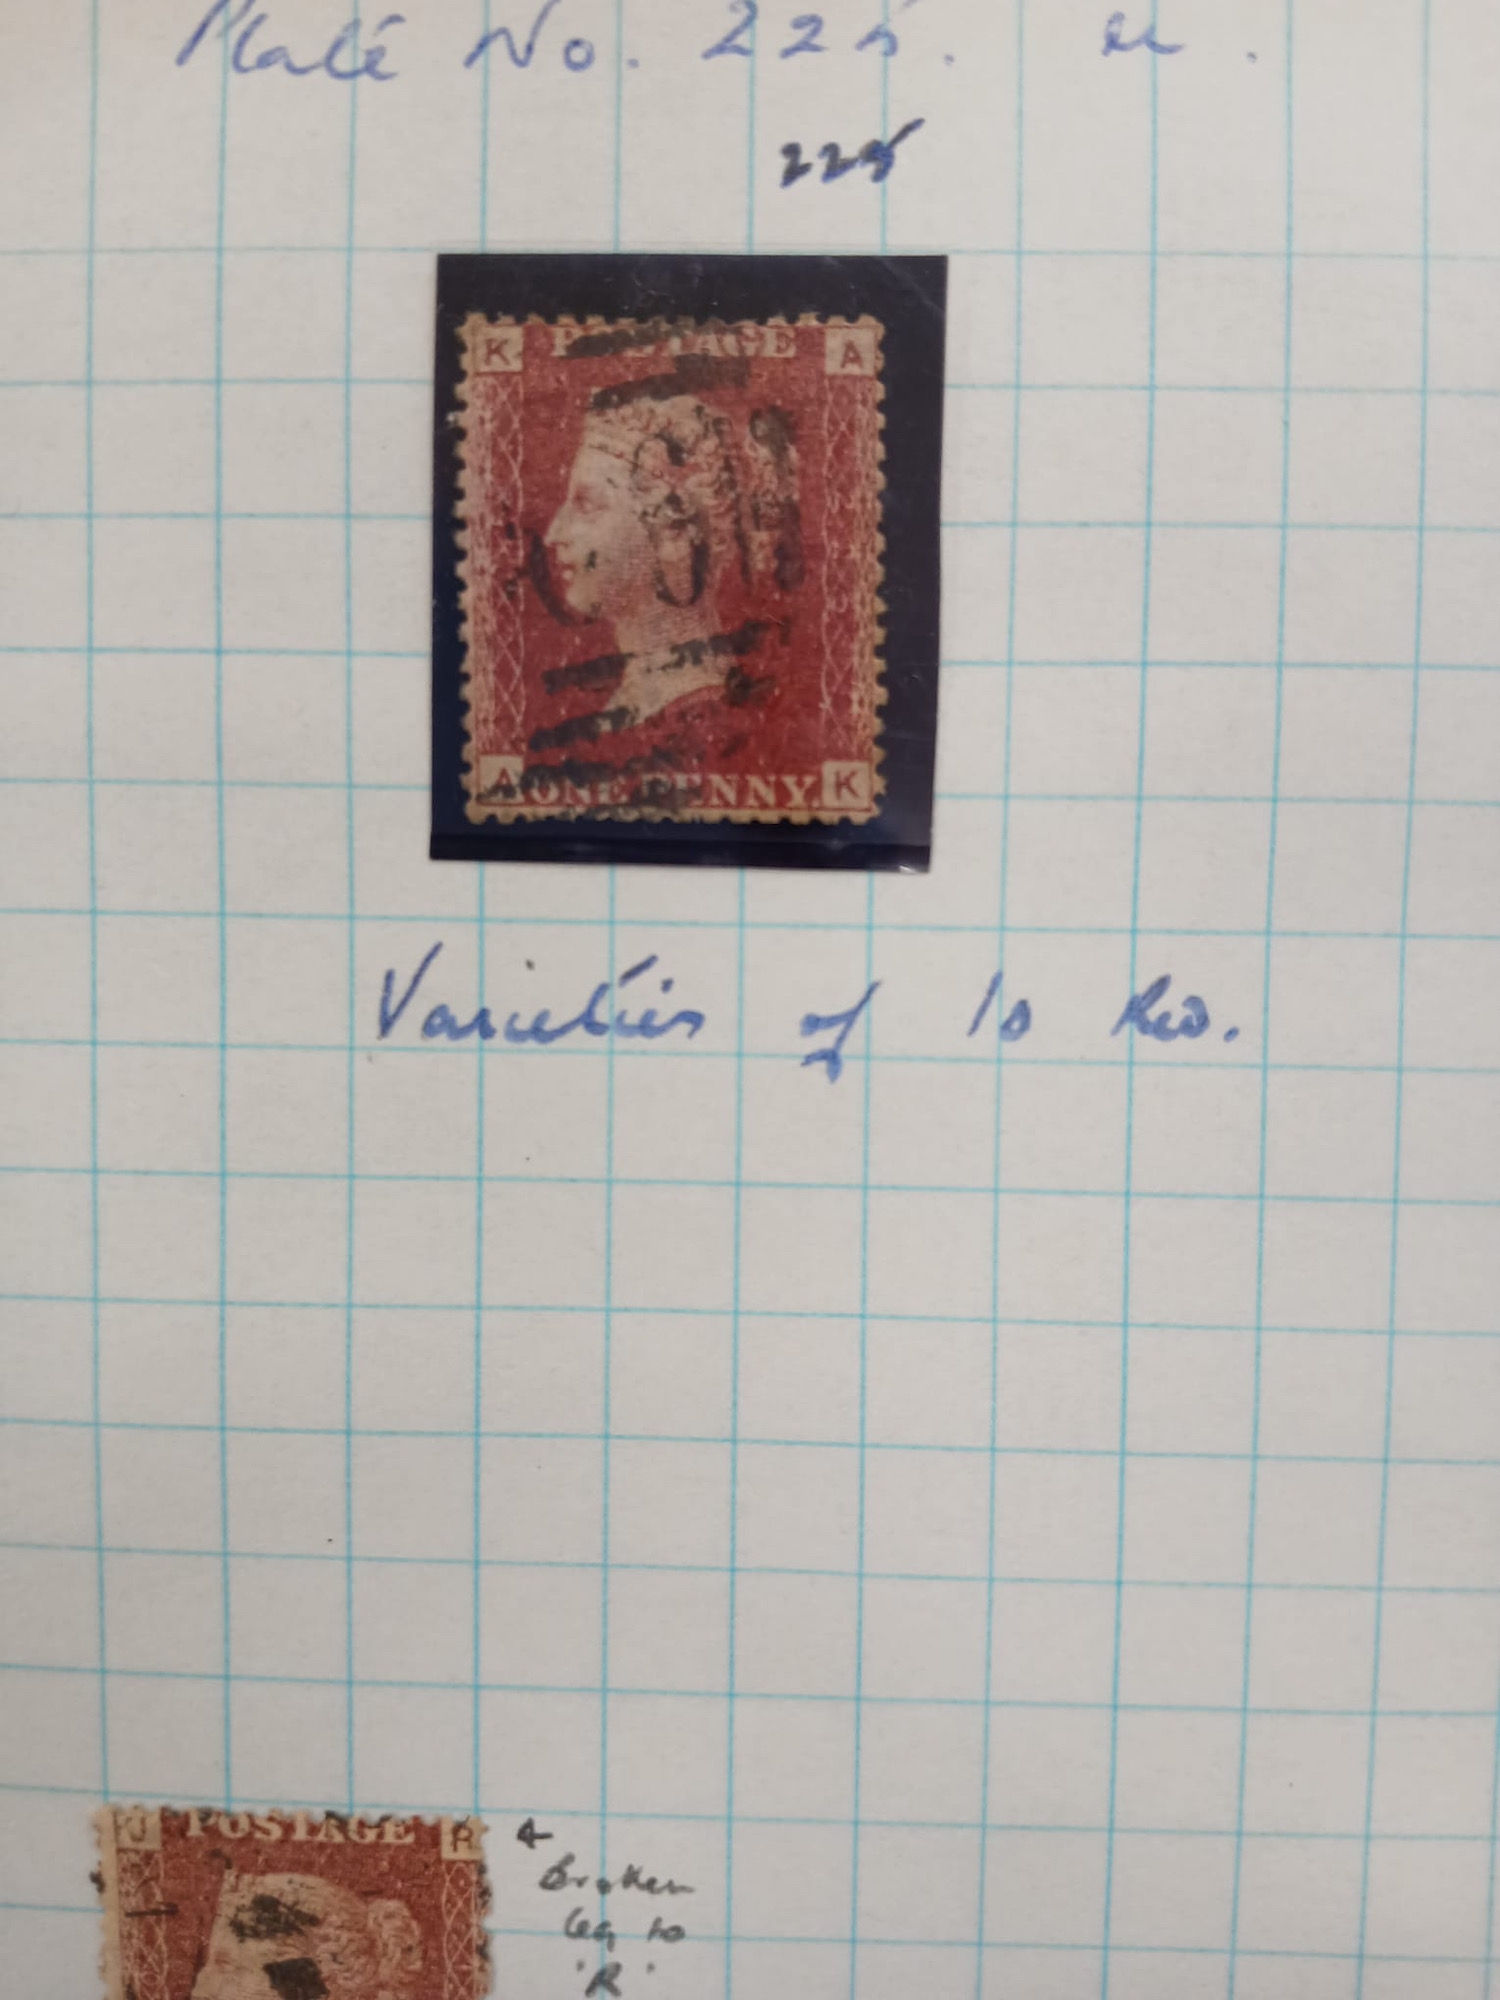 Plate No. 225.
225
K POSTAGE A
A ONE PENNY. K
Varieties of 1d Red.
J POSTAGE R
Broken
leg to
'R'